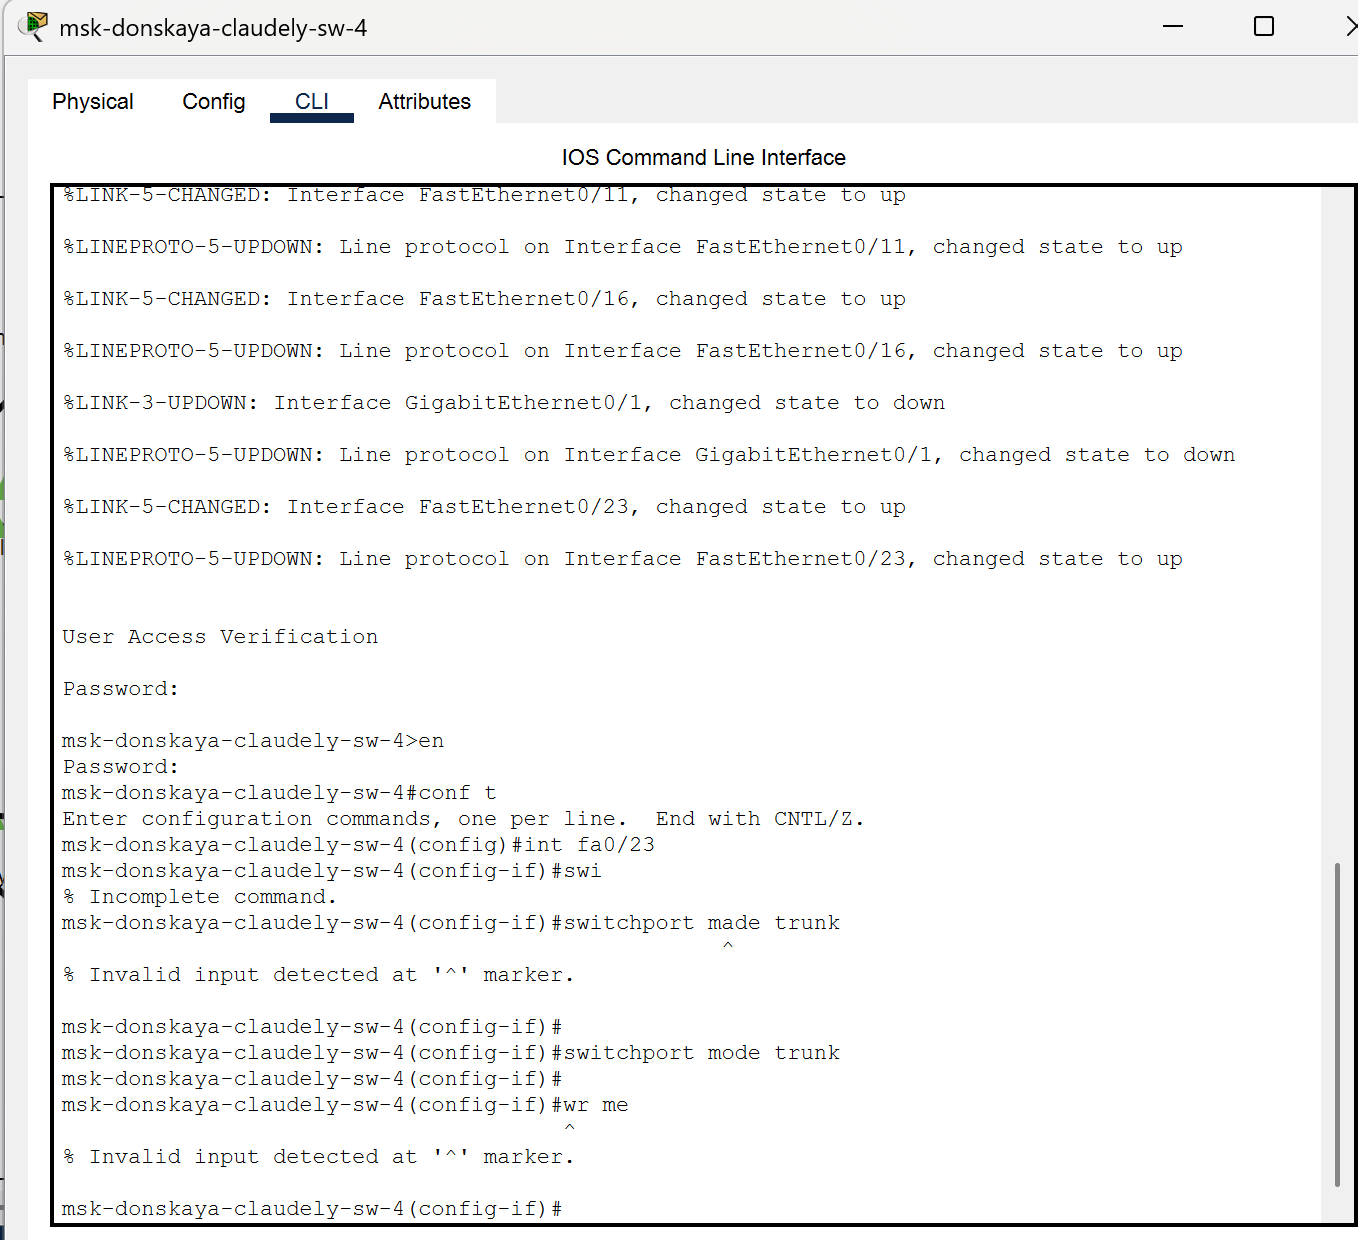 msk-donskaya-claudely-sw-4
Physical Config CLI Attributes
IOS Command Line Interface
%LINK-5-CHANGED: Interface FastEthernet0/11, changed state to up
%LINEPROTO-5-UPDOWN: Line protocol on Interface FastEthernet0/11, changed state to up
%LINK-5-CHANGED: Interface FastEthernet0/16, changed state to up
%LINEPROTO-5-UPDOWN: Line protocol on Interface FastEthernet0/16, changed state to up
%LINK-3-UPDOWN: Interface GigabitEthernet0/1, changed state to down
%LINEPROTO-5-UPDOWN: Line protocol on Interface GigabitEthernet0/1, changed state to down
%LINK-5-CHANGED: Interface FastEthernet0/23, changed state to up
%LINEPROTO-5-UPDOWN: Line protocol on Interface FastEthernet0/23, changed state to up
User Access Verification
Password:
msk-donskaya-claudely-sw-4>en
Password:
msk-donskaya-claudely-sw-4#conf t
Enter configuration commands, one per line.  End with CNTL/Z.
msk-donskaya-claudely-sw-4(config)#int fa0/23
msk-donskaya-claudely-sw-4(config-if)#swi
% Incomplete command.
msk-donskaya-claudely-sw-4(config-if)#switchport made trunk
^
% Invalid input detected at '^' marker.
msk-donskaya-claudely-sw-4(config-if)#
msk-donskaya-claudely-sw-4(config-if)#switchport mode trunk
msk-donskaya-claudely-sw-4(config-if)#
msk-donskaya-claudely-sw-4(config-if)#wr me
^
% Invalid input detected at '^' marker.
msk-donskaya-claudely-sw-4(config-if)#